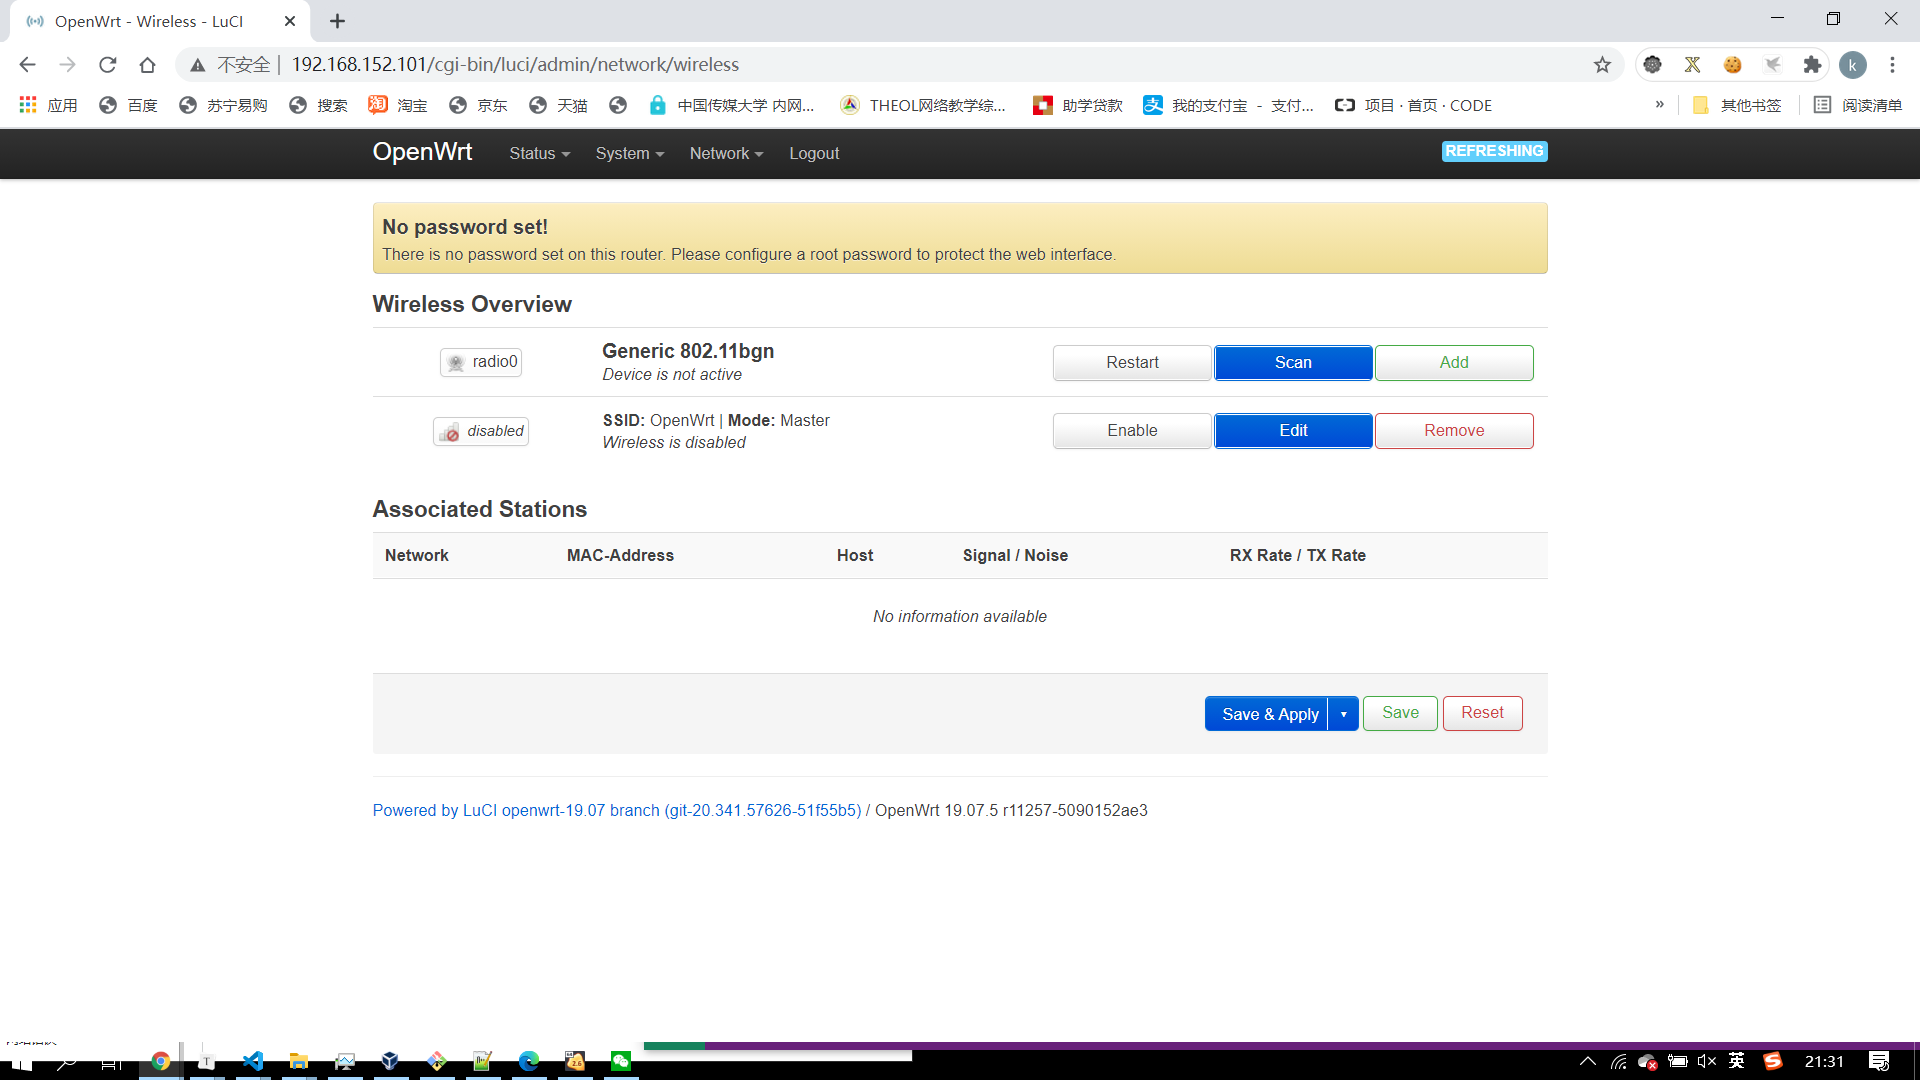 OpenWrt - Wireless - LuCI
不安全 | 192.168.152.101/cgi-bin/luci/admin/network/wireless
k
应用 百度 苏宁易购 搜索 淘宝 京东 天猫 中国传媒大学 内网... THEOL网络教学综... 助学贷款 我的支付宝 - 支付... 项目 · 首页 · CODE » 其他书签 阅读清单
OpenWrt Status System Network Logout REFRESHING
No password set!
There is no password set on this router. Please configure a root password to protect the web interface.
Wireless Overview
radio0 Generic 802.11bgn Restart Scan Add
Device is not active
disabled SSID: OpenWrt | Mode: Master Enable Edit Remove
Wireless is disabled
Associated Stations
Network MAC-Address Host Signal / Noise RX Rate / TX Rate
No information available
Save & Apply Save Reset
Powered by LuCI openwrt-19.07 branch (git-20.341.57626-51f55b5) / OpenWrt 19.07.5 r11257-5090152ae3
英 21:31